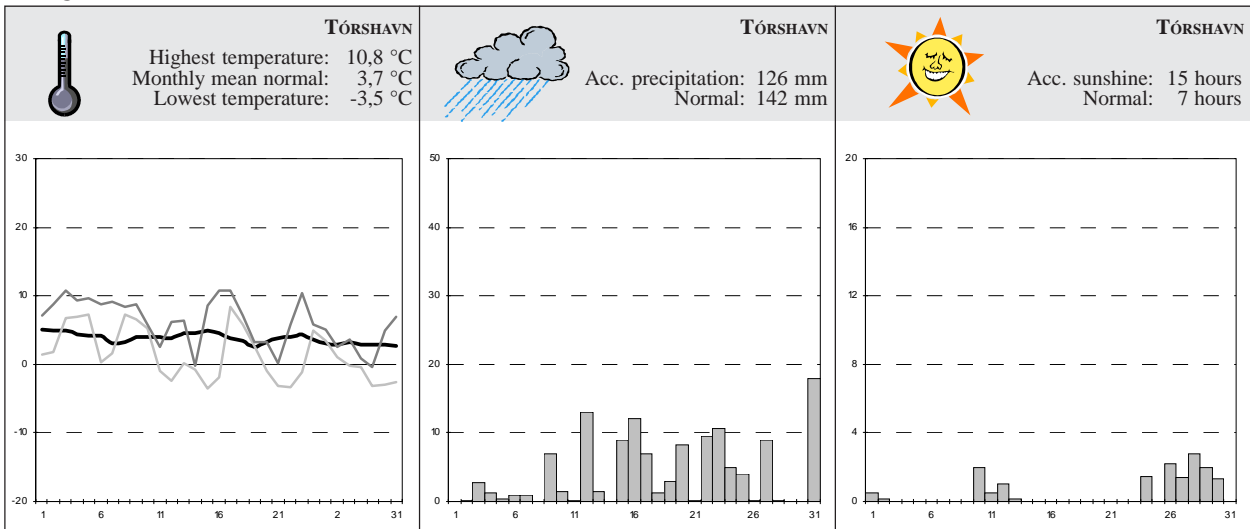 TÓRSHAVN
Highest temperature: 10,8 °C
Monthly mean normal: 3,7 °C
Lowest temperature: -3,5 °C
TÓRSHAVN
Acc. precipitation: 126 mm
Normal: 142 mm
TÓRSHAVN
Acc. sunshine: 15 hours
Normal: 7 hours
30
20
10
0
-10
-20
1 6 11 16 21 2 31
50
40
30
20
10
0
1 6 11 16 21 26 31
20
16
12
8
4
0
1 6 11 16 21 26 31